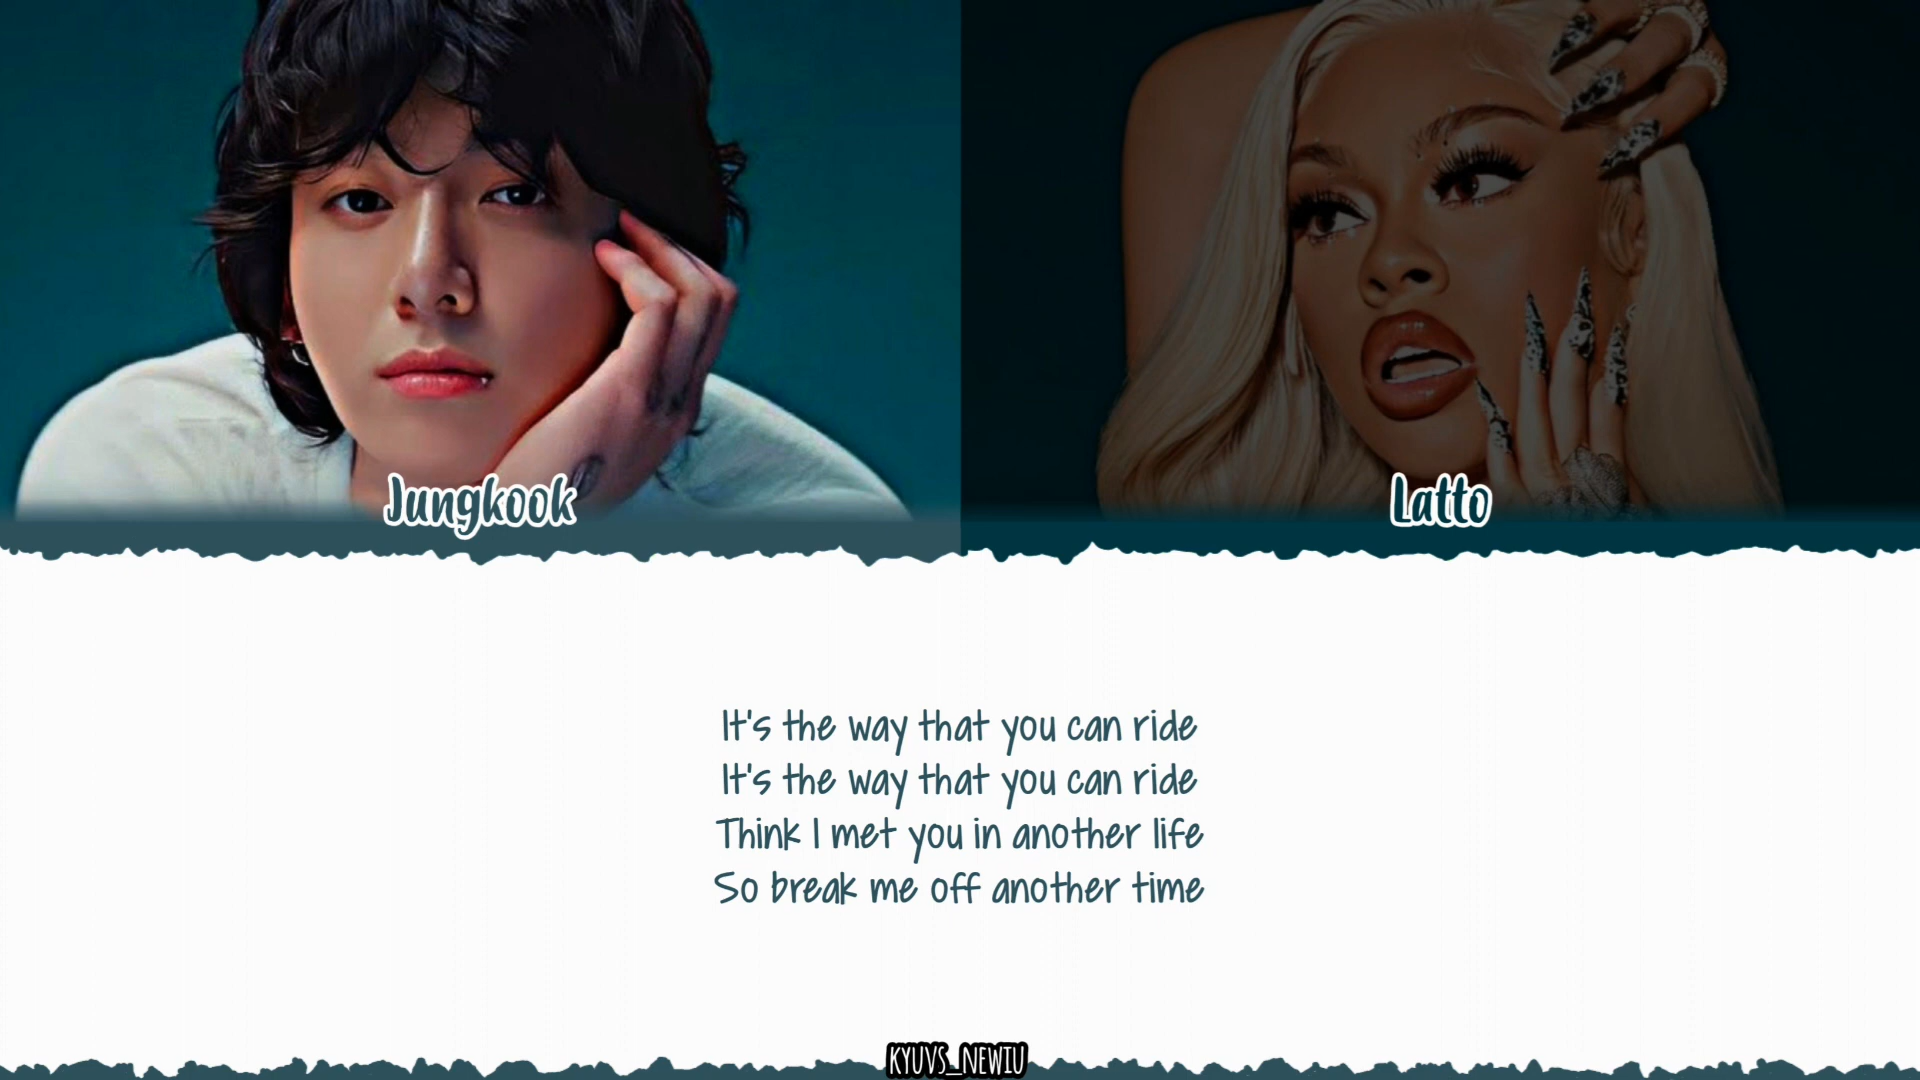 Jungkook
Latto
It's the way that you can ride
It's the way that you can ride
Think I met you in another life
So break me off another time
KYUVS_NEWIU